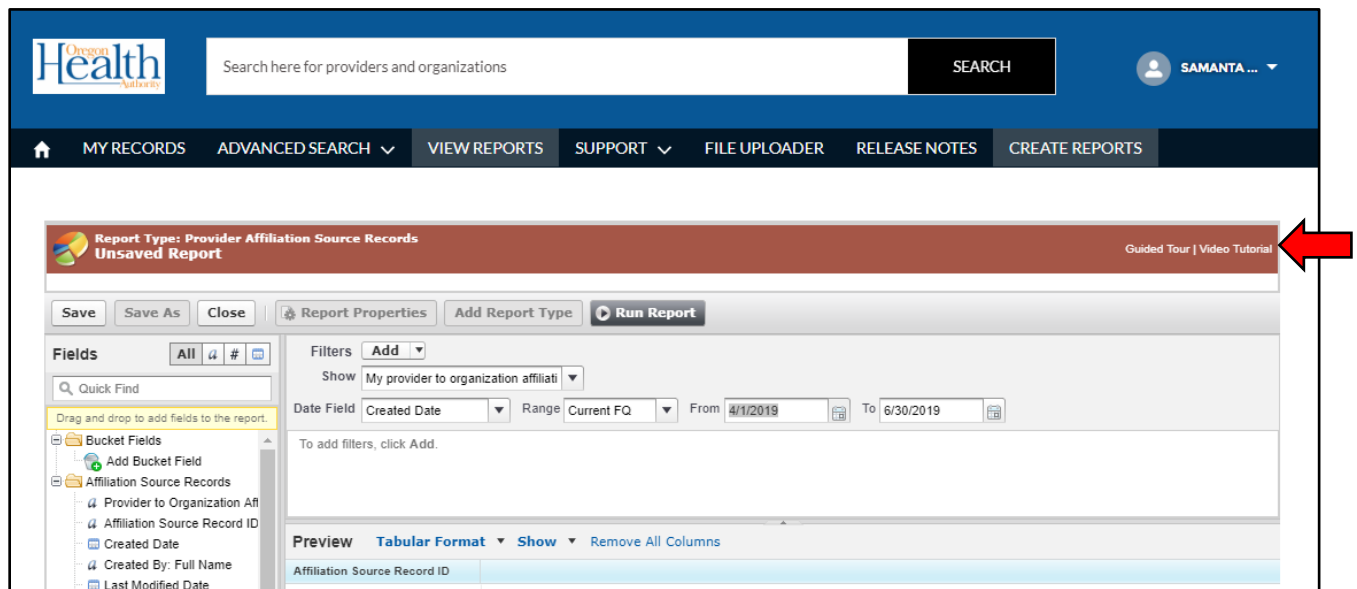 Oregon
Health
Authority
Search here for providers and organizations
SEARCH
SAMANTA ...
MY RECORDS
ADVANCED SEARCH
VIEW REPORTS
SUPPORT
FILE UPLOADER
RELEASE NOTES
CREATE REPORTS
Report Type: Provider Affiliation Source Records
Unsaved Report
Guided Tour | Video Tutorial
Save
Save As
Close
Report Properties
Add Report Type
Run Report
Fields
All
a
#
Quick Find
Drag and drop to add fields to the report.
Bucket Fields
Add Bucket Field
Affiliation Source Records
a Provider to Organization Aff
a Affiliation Source Record ID
Created Date
a Created By: Full Name
Last Modified Date
Filters Add
Show My provider to organization affiliati
Date Field Created Date Range Current FQ From 4/1/2019 To 6/30/2019
To add filters, click Add.
Preview Tabular Format Show Remove All Columns
Affiliation Source Record ID